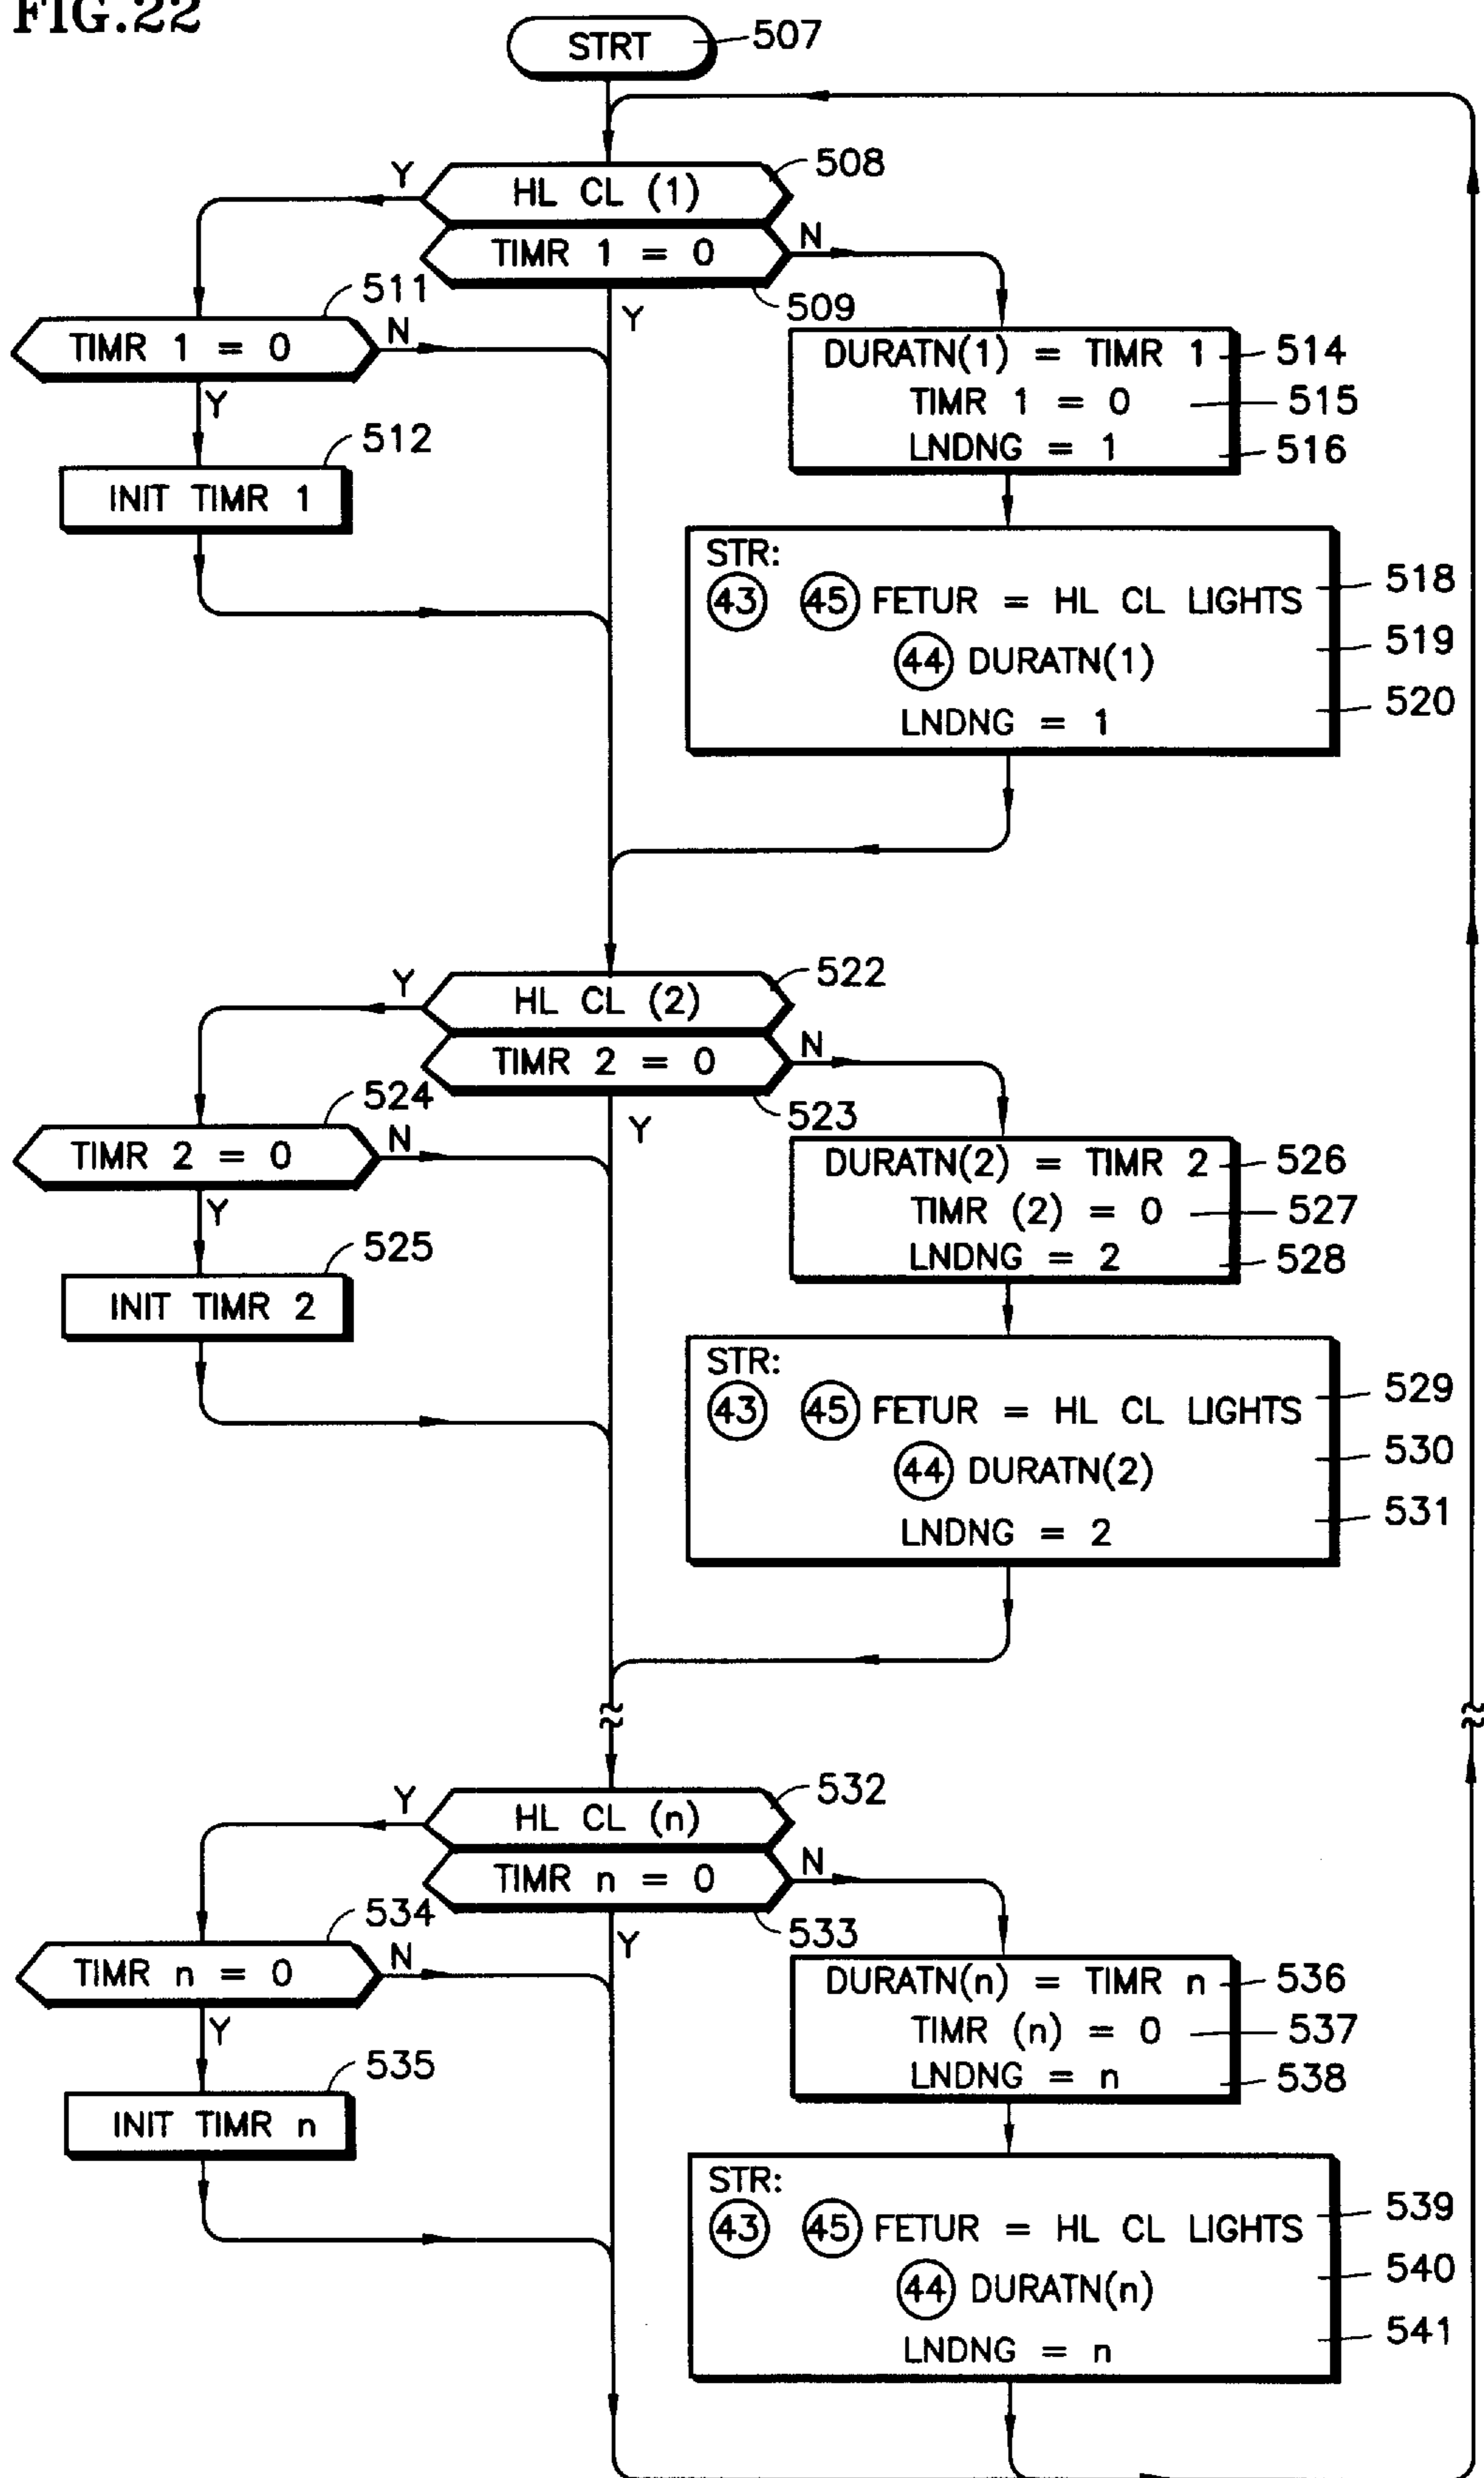 FIG.22
STRT
507
Y
HL CL (1)
508
TIMR 1 = 0
N
509
Y
511
TIMR 1 = 0
N
Y
512
INIT TIMR 1
DURATN(1) = TIMR 1
514
TIMR 1 = 0
515
LNDNG = 1
516
STR:
43 45 FETUR = HL CL LIGHTS
518
44 DURATN(1)
519
LNDNG = 1
520
Y
HL CL (2)
522
TIMR 2 = 0
N
523
Y
524
TIMR 2 = 0
N
Y
525
INIT TIMR 2
DURATN(2) = TIMR 2
526
TIMR (2) = 0
527
LNDNG = 2
528
STR:
43 45 FETUR = HL CL LIGHTS
529
44 DURATN(2)
530
LNDNG = 2
531
Y
HL CL (n)
532
TIMR n = 0
N
533
Y
534
TIMR n = 0
N
Y
535
INIT TIMR n
DURATN(n) = TIMR n
536
TIMR (n) = 0
537
LNDNG = n
538
STR:
43 45 FETUR = HL CL LIGHTS
539
44 DURATN(n)
540
LNDNG = n
541